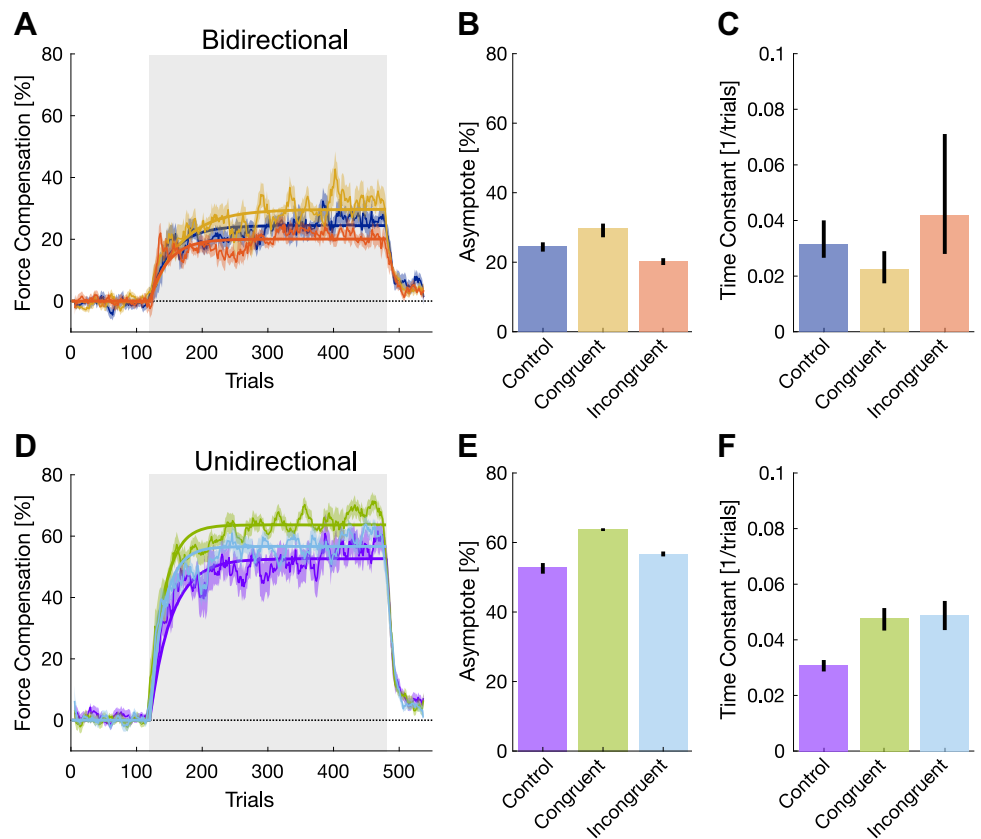 A
Bidirectional
Force Compensation [%]
80
60
40
20
0
0
100
200
300
400
500
Trials
B
Asymptote [%]
80
60
40
20
0
Control
Congruent
Incongruent
C
Time Constant [1/trials]
0.1
0.08
0.06
0.04
0.02
0
Control
Congruent
Incongruent
D
Unidirectional
Force Compensation [%]
80
60
40
20
0
0
100
200
300
400
500
Trials
E
Asymptote [%]
80
60
40
20
0
Control
Congruent
Incongruent
F
Time Constant [1/trials]
0.1
0.08
0.06
0.04
0.02
0
Control
Congruent
Incongruent